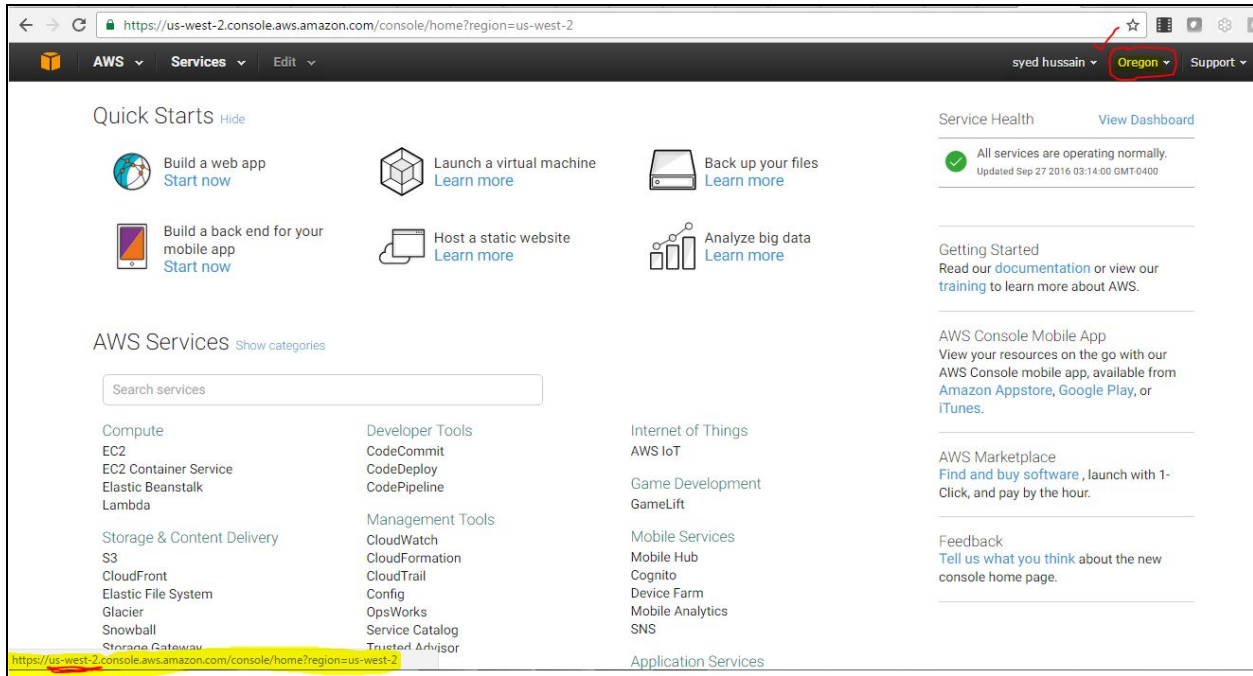 https://us-west-2.console.aws.amazon.com/console/home?region=us-west-2
AWS Services Edit syed hussain Oregon Support
Quick Starts Hide
Build a web app
Start now
Launch a virtual machine
Learn more
Back up your files
Learn more
Build a back end for your
mobile app
Start now
Host a static website
Learn more
Analyze big data
Learn more
AWS Services Show categories
Search services
Compute
EC2
EC2 Container Service
Elastic Beanstalk
Lambda
Storage & Content Delivery
S3
CloudFront
Elastic File System
Glacier
Snowball
Storage Gateway
Developer Tools
CodeCommit
CodeDeploy
CodePipeline
Management Tools
CloudWatch
CloudFormation
CloudTrail
Config
OpsWorks
Service Catalog
Trusted Advisor
Internet of Things
AWS IoT
Game Development
GameLift
Mobile Services
Mobile Hub
Cognito
Device Farm
Mobile Analytics
SNS
Application Services
Service Health View Dashboard
All services are operating normally.
Updated Sep 27 2016 03:14:00 GMT-0400
Getting Started
Read our documentation or view our
training to learn more about AWS.
AWS Console Mobile App
View your resources on the go with our
AWS Console mobile app, available from
Amazon Appstore, Google Play, or
iTunes.
AWS Marketplace
Find and buy software , launch with 1-
Click, and pay by the hour.
Feedback
Tell us what you think about the new
console home page.
https://us-west-2.console.aws.amazon.com/console/home?region=us-west-2